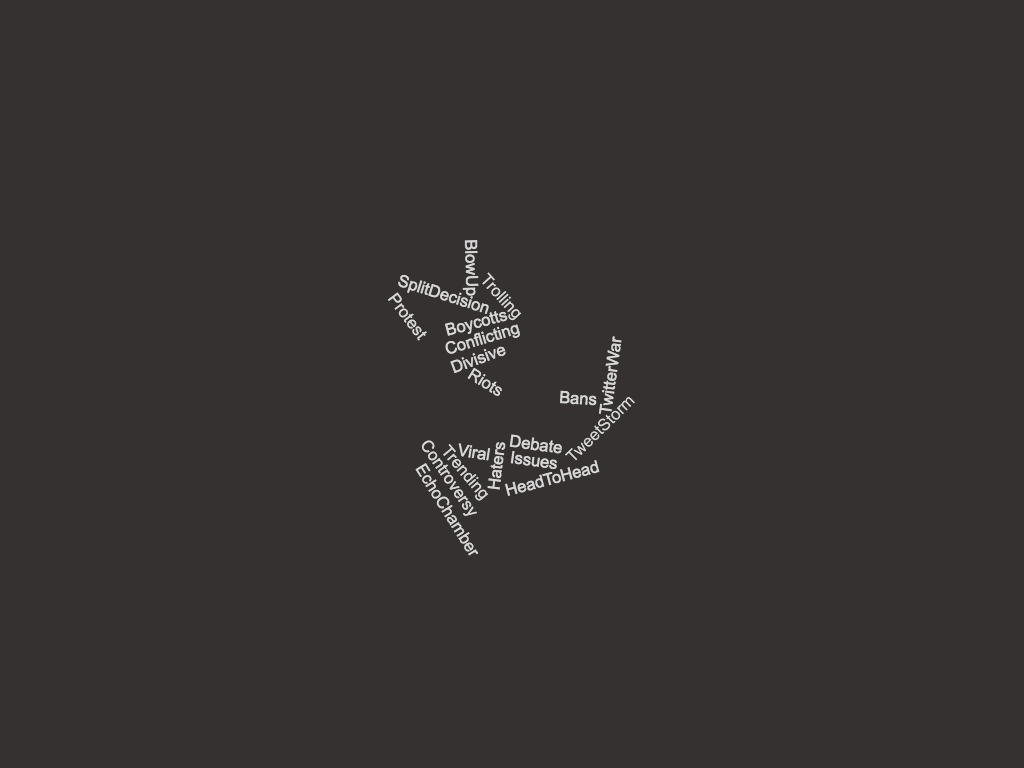 BlowUp
SplitDecision
Trolling
Protest
Boycotts
Conflicting
Divisive
Riots
TwitterWar
Bans
TweetStorm
Debate
Viral
Haters
Issues
HeadToHead
Trending
Controversy
EchoChamber